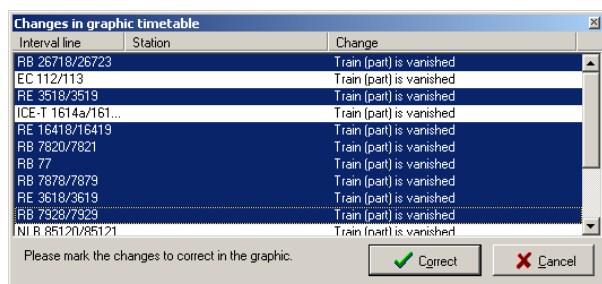 Changes in graphic timetable
Interval line Station Change
RB 26718/26723 Train (part) is vanished
EC 112/113 Train (part) is vanished
RE 3518/3519 Train (part) is vanished
ICE-T 1614a/161... Train (part) is vanished
RE 16418/16419 Train (part) is vanished
RB 7820/7821 Train (part) is vanished
RB 77 Train (part) is vanished
RB 7878/7879 Train (part) is vanished
RE 3618/3619 Train (part) is vanished
RB 7928/7929 Train (part) is vanished
NLB 85120/85121 Train (part) is vanished
Please mark the changes to correct in the graphic. Correct Cancel